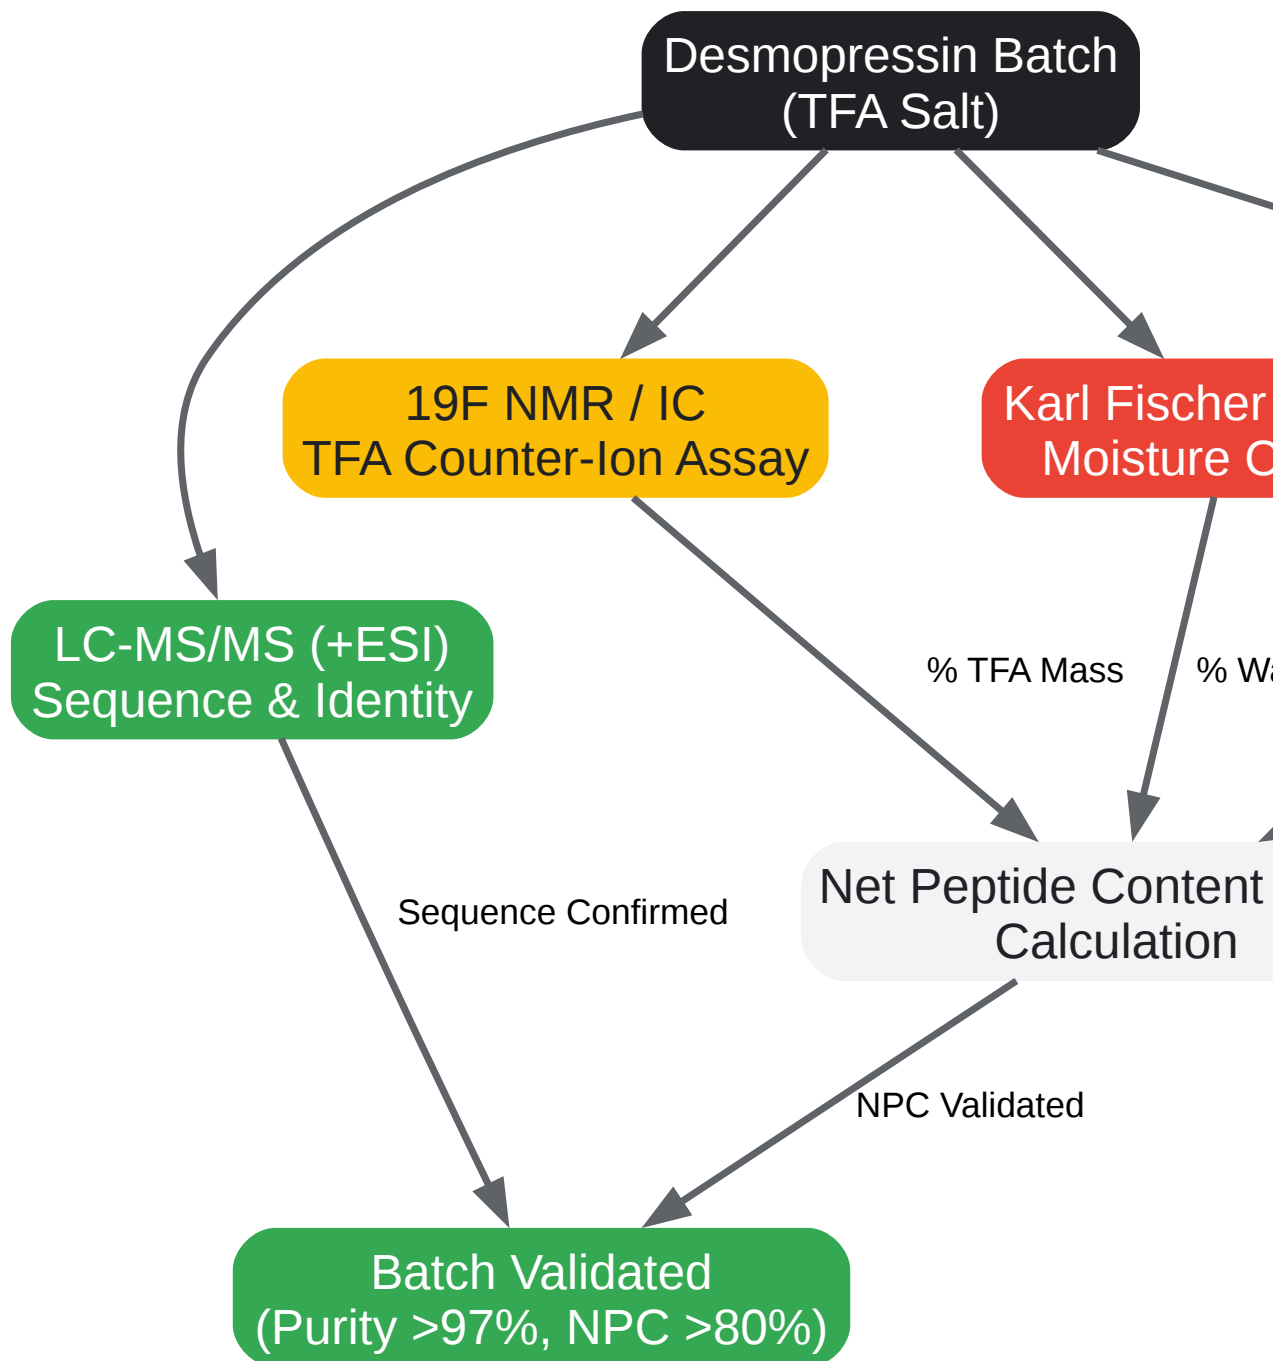 Desmopressin Batch
(TFA Salt)
19F NMR / IC
TFA Counter-Ion Assay
Karl Fischer
Moisture
LC-MS/MS (+ESI)
Sequence & Identity
% TFA Mass
%
Net Peptide Content
Calculation
Sequence Confirmed
NPC Validated
Batch Validated
(Purity >97%, NPC >80%)